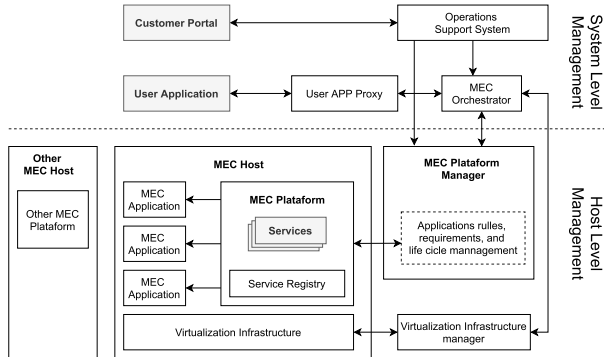 Customer Portal
Operations
Support System
System Level
Management
User Application
User APP Proxy
MEC
Orchestrator
Other
MEC Host
Other MEC
Plataform
MEC Host
MEC
Application
MEC
Application
MEC
Application
MEC Plataform
Services
Service Registry
Virtualization Infrastructure
MEC Plataform
Manager
Applications rulles,
requirements, and
life cicle mannagement
Virtualization Infrastructure
manager
Host Level
Management